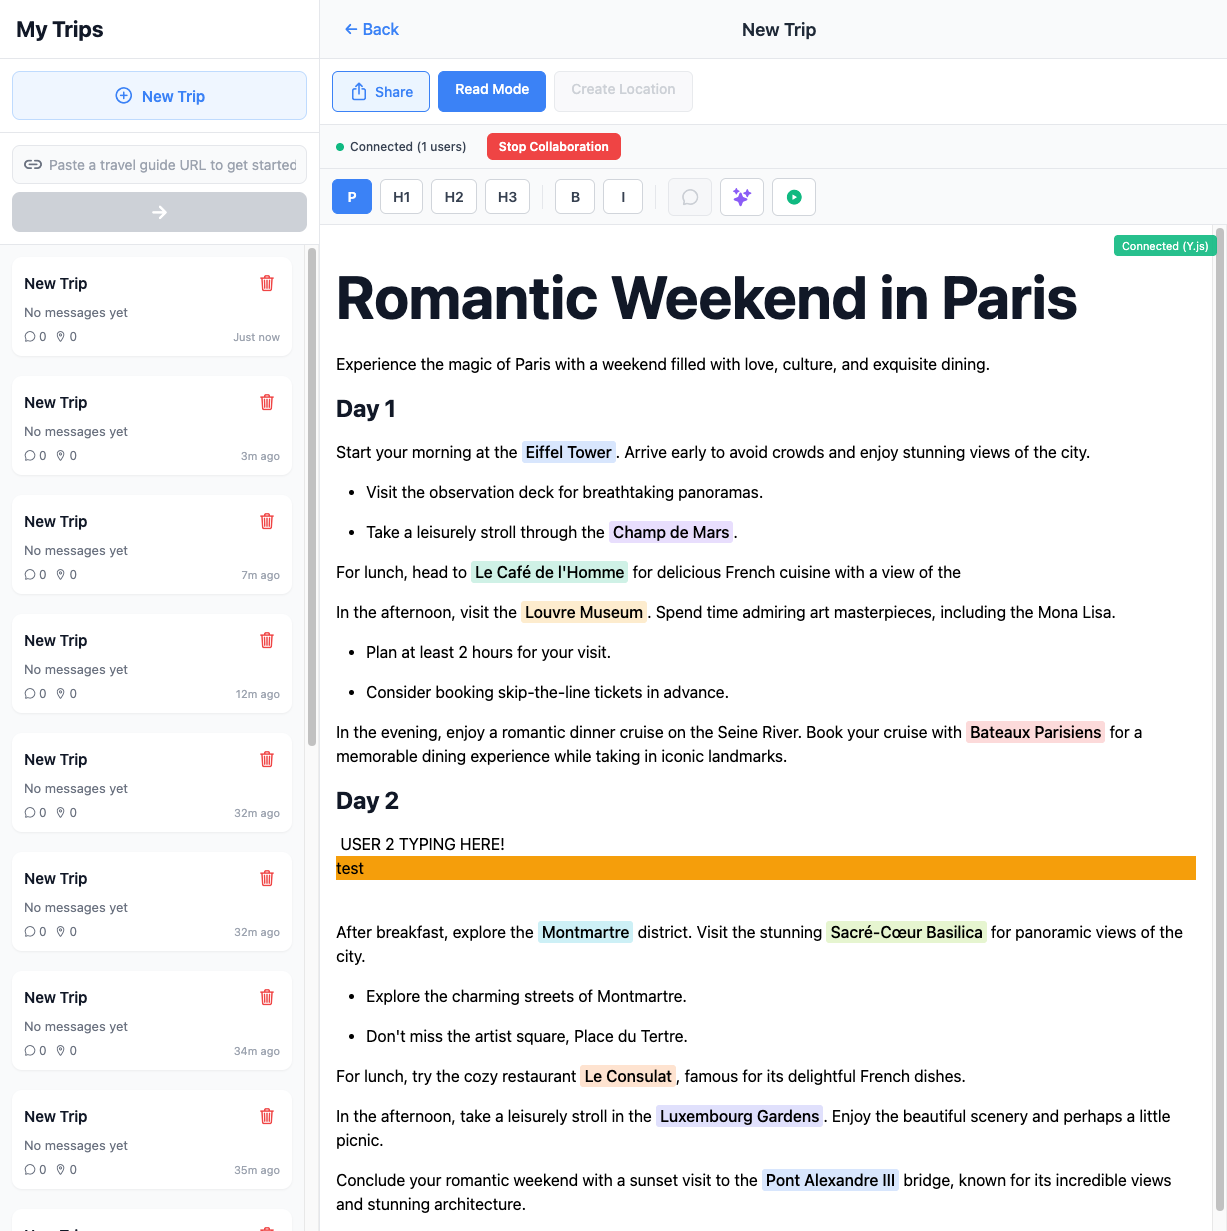 My Trips
New Trip
Paste a travel guide URL to get started
New Trip
No messages yet
0 0 Just now
New Trip
No messages yet
0 0 3m ago
New Trip
No messages yet
0 0 7m ago
New Trip
No messages yet
0 0 12m ago
New Trip
No messages yet
0 0 32m ago
New Trip
No messages yet
0 0 32m ago
New Trip
No messages yet
0 0 34m ago
New Trip
No messages yet
0 0 35m ago
← Back
New Trip
Share Read Mode Create Location
Connected (1 users) Stop Collaboration
P H1 H2 H3 B I
Connected (Y.js)
Romantic Weekend in Paris
Experience the magic of Paris with a weekend filled with love, culture, and exquisite dining.
Day 1
Start your morning at the Eiffel Tower. Arrive early to avoid crowds and enjoy stunning views of the city.
• Visit the observation deck for breathtaking panoramas.
• Take a leisurely stroll through the Champ de Mars.
For lunch, head to Le Café de l'Homme for delicious French cuisine with a view of the
In the afternoon, visit the Louvre Museum. Spend time admiring art masterpieces, including the Mona Lisa.
• Plan at least 2 hours for your visit.
• Consider booking skip-the-line tickets in advance.
In the evening, enjoy a romantic dinner cruise on the Seine River. Book your cruise with Bateaux Parisiens for a
memorable dining experience while taking in iconic landmarks.
Day 2
USER 2 TYPING HERE!
test
After breakfast, explore the Montmartre district. Visit the stunning Sacré-Cœur Basilica for panoramic views of the
city.
• Explore the charming streets of Montmartre.
• Don't miss the artist square, Place du Tertre.
For lunch, try the cozy restaurant Le Consulat, famous for its delightful French dishes.
In the afternoon, take a leisurely stroll in the Luxembourg Gardens. Enjoy the beautiful scenery and perhaps a little
picnic.
Conclude your romantic weekend with a sunset visit to the Pont Alexandre III bridge, known for its incredible views
and stunning architecture.